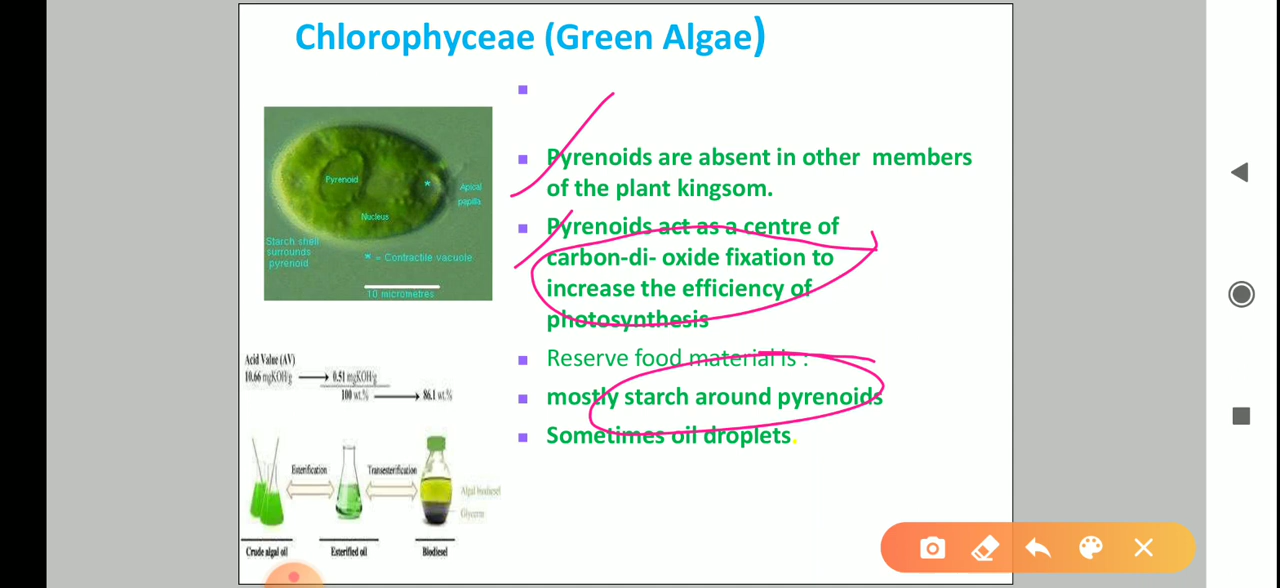 Chlorophyceae (Green Algae)
Pyrenoids are absent in other members
of the plant kingsom.
Pyrenoids act as a centre of
carbon-di- oxide fixation to
increase the efficiency of
photosynthesis
Reserve food material is :
mostly starch around pyrenoids
Sometimes oil droplets.
Pyrenoid
*
Apical
papilla
Nucleus
Starch shell
surrounds
pyrenoid
* = Contractile vacuole
10 micrometres
Acid Value (AV)
10.66 mgKOH/g
0.51 mgKOH/g
100 wt.%
86.1 wt.%
Esterification
Transesterification
Algal biodiesel
Glycerin
Crude algal oil
Esterified oil
Biodiesel